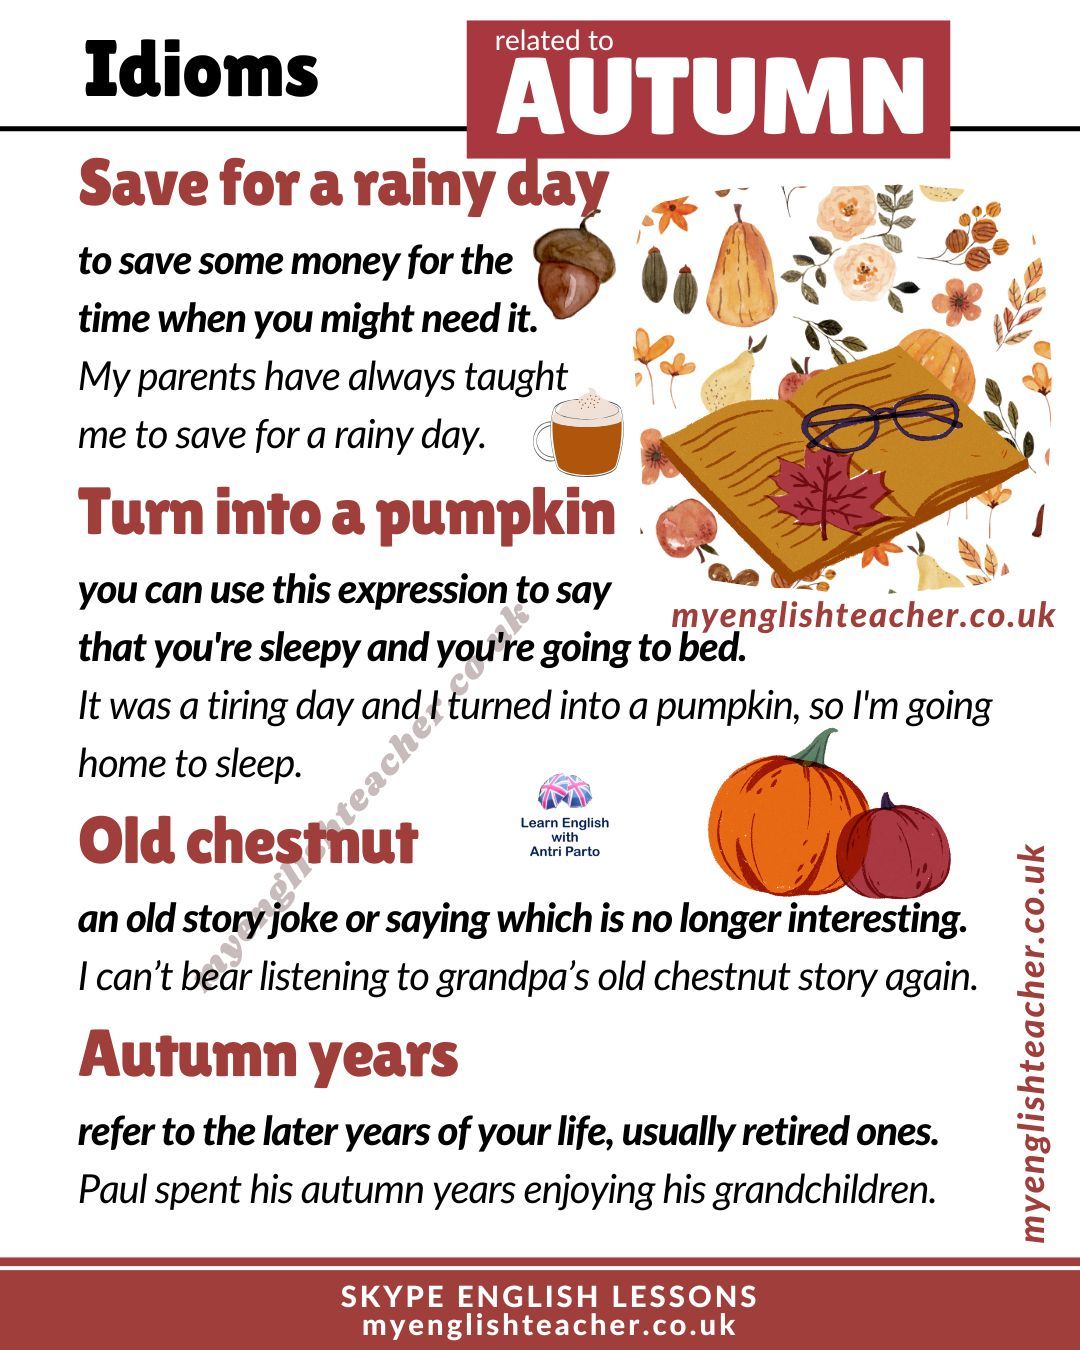 Idioms
related to
AUTUMN
Save for a rainy day
to save some money for the
time when you might need it.
My parents have always taught
me to save for a rainy day.
Turn into a pumpkin
you can use this expression to say
myenglishteacher.co.uk
that you're sleepy and you're going to bed.
It was a tiring day and I turned into a pumpkin, so I'm going
home to sleep.
myenglishteacher.co.uk
Learn English
with
Antri Parto
Old chestnut
an old story joke or saying which is no longer interesting.
I can’t bear listening to grandpa’s old chestnut story again.
Autumn years
refer to the later years of your life, usually retired ones.
Paul spent his autumn years enjoying his grandchildren.
myenglishteacher.co.uk
SKYPE ENGLISH LESSONS
myenglishteacher.co.uk